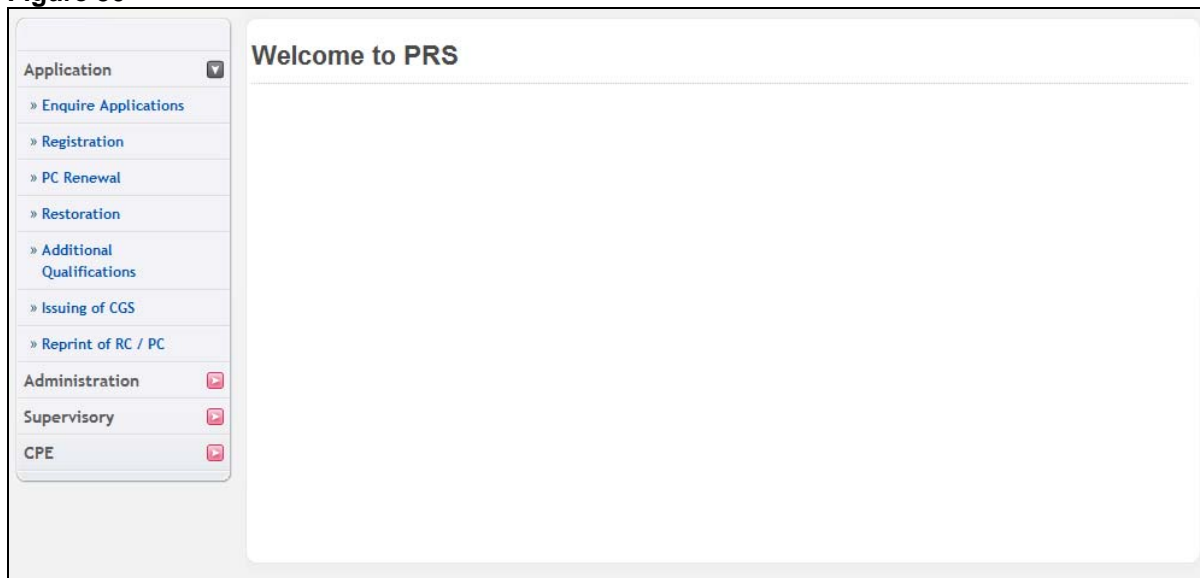 Application
» Enquire Applications
» Registration
» PC Renewal
» Restoration
» Additional
Qualifications
» Issuing of CGS
» Reprint of RC / PC
Administration
Supervisory
CPE
Welcome to PRS